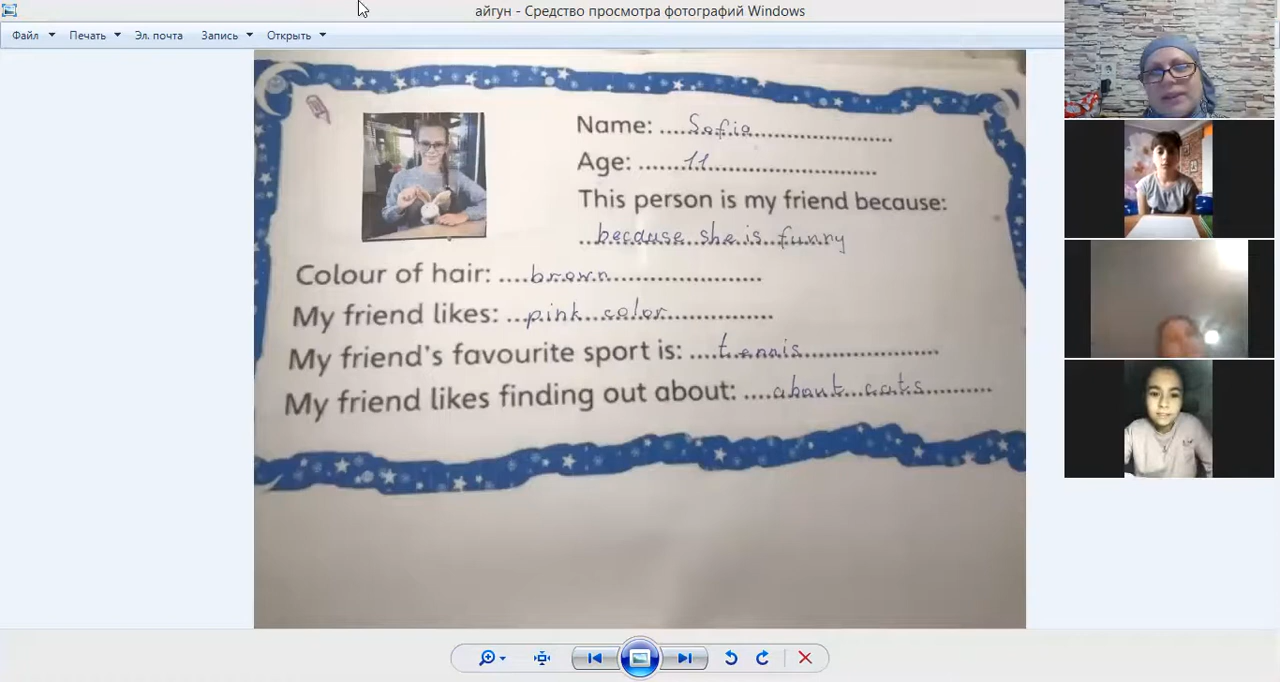 айгун - Средство просмотра фотографий Windows
Файл Печать Эл. почта Запись Открыть
Name: ....Sofia....
Age: ......11......
This person is my friend because:
..because she is funny
Colour of hair: ....brown....
My friend likes: ...pink color....
My friend's favourite sport is: ....tennis....
My friend likes finding out about: ....about cats....